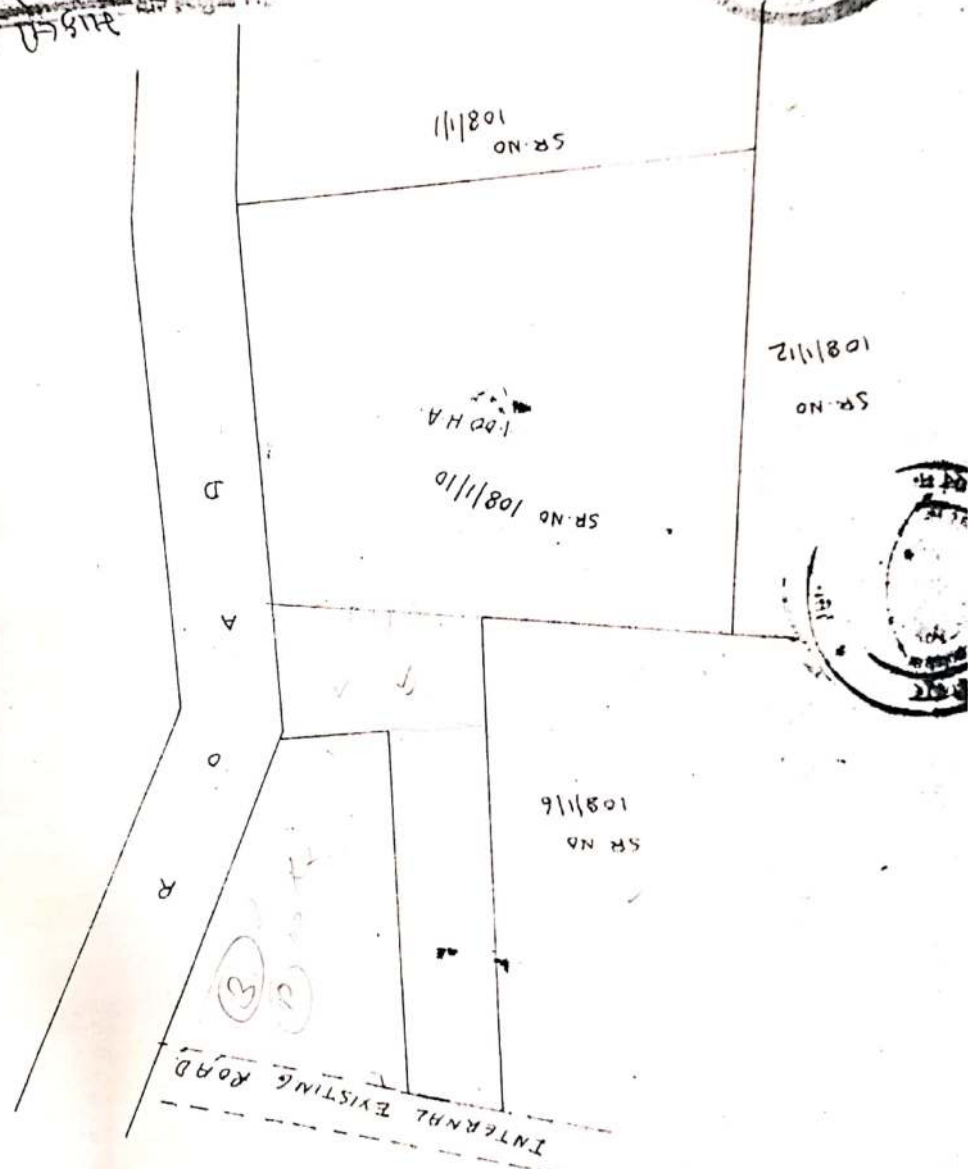 INTERNAL EXISTING ROAD
R
O
A
D
SR NO
108/1/6
SR.NO 108/1/10
1.00 H.A.
SR.NO
108/1/12
SR.NO
108/1/11